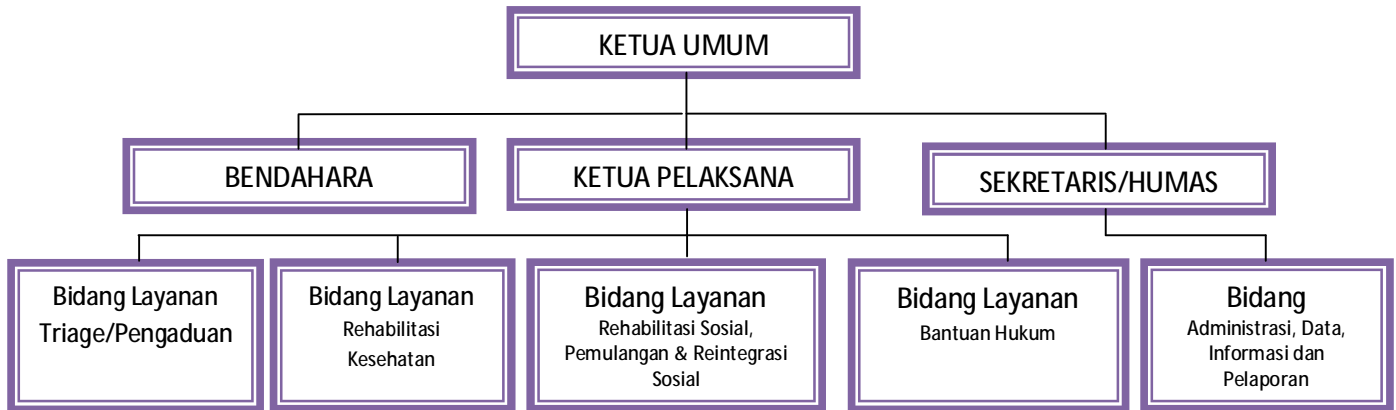 KETUA UMUM
BENDAHARA
KETUA PELAKSANA
SEKRETARIS/HUMAS
Bidang Layanan
Triage/Pengaduan
Bidang Layanan
Rehabilitasi
Kesehatan
Bidang Layanan
Rehabilitasi Sosial,
Pemulangan & Reintegrasi
Sosial
Bidang Layanan
Bantuan Hukum
Bidang
Administrasi, Data,
Informasi dan
Pelaporan